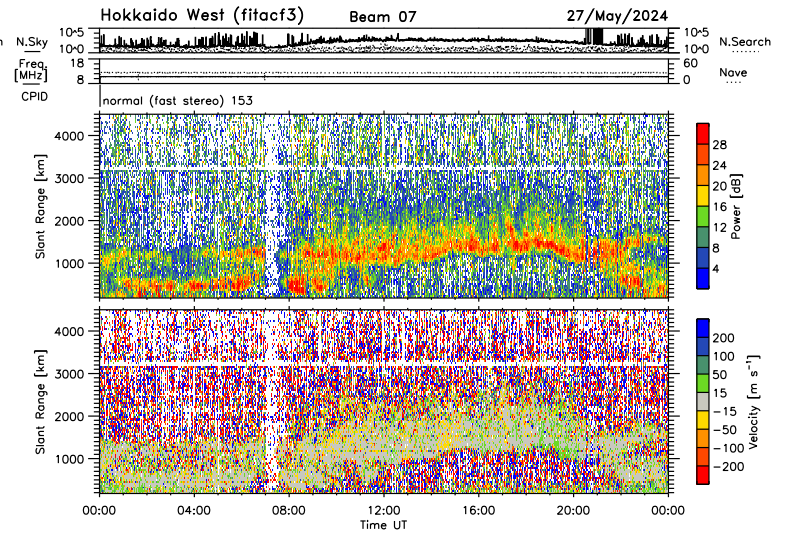 Hokkaido West (fitacf3) Beam 07 27/May/2024
N.Sky 10^5 10^0 10^5 10^0 N.Search
Freq. [MHz] 18 8 60 0 Nave
CPID normal (fast stereo) 153
Slant Range [km] 4000 3000 2000 1000
28 24 20 16 12 8 4 Power [dB]
Slant Range [km] 4000 3000 2000 1000
200 100 50 15 -15 -50 -100 -200 Velocity [m s⁻¹]
00:00 04:00 08:00 12:00 16:00 20:00 00:00
Time UT